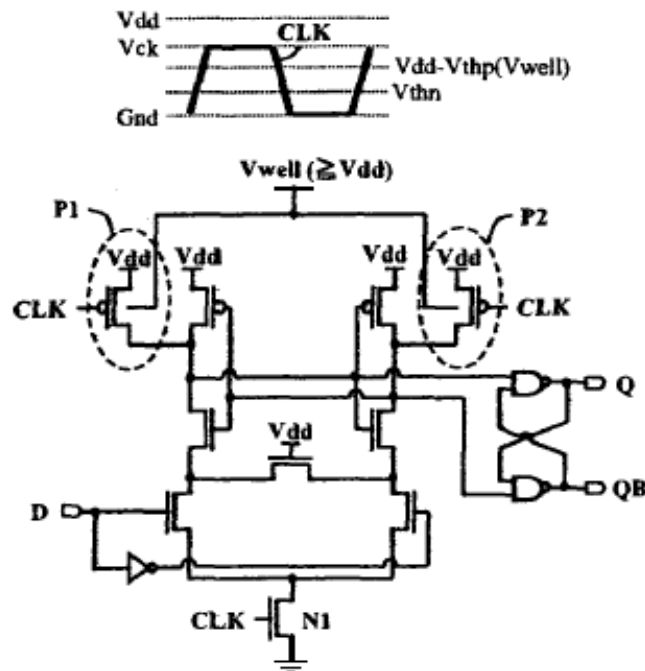 Vdd
Vck CLK
Vdd-Vthp(Vwell)
Vthn
Gnd
Vwell (≧Vdd)
P1 P2
Vdd Vdd Vdd Vdd
CLK CLK
Q
Vdd
D QB
CLK N1